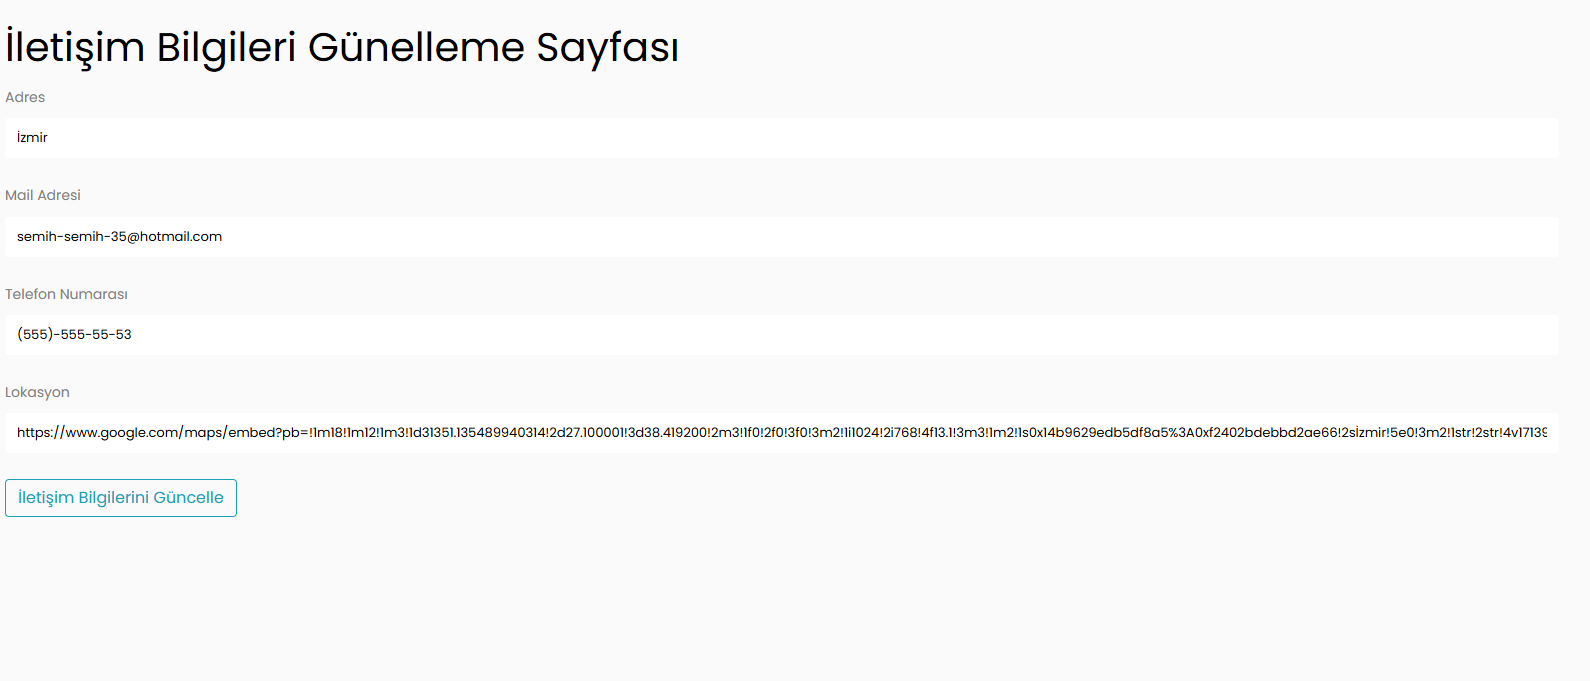 İletişim Bilgileri Günelleme Sayfası
Adres
İzmir
Mail Adresi
semih-semih-35@hotmail.com
Telefon Numarası
(555)-555-55-53
Lokasyon
https://www.google.com/maps/embed?pb=!1m18!1m12!1m3!1d31351.135489940314!2d27.100001!3d38.419200!2m3!1f0!2f0!3f0!3m2!1i1024!2i768!4f13.1!3m3!1m2!1s0x14b9629edb5df8a5%3A0xf2402bdebbd2ae66!2sİzmir!5e0!3m2!1str!2str!4v17139
İletişim Bilgilerini Güncelle